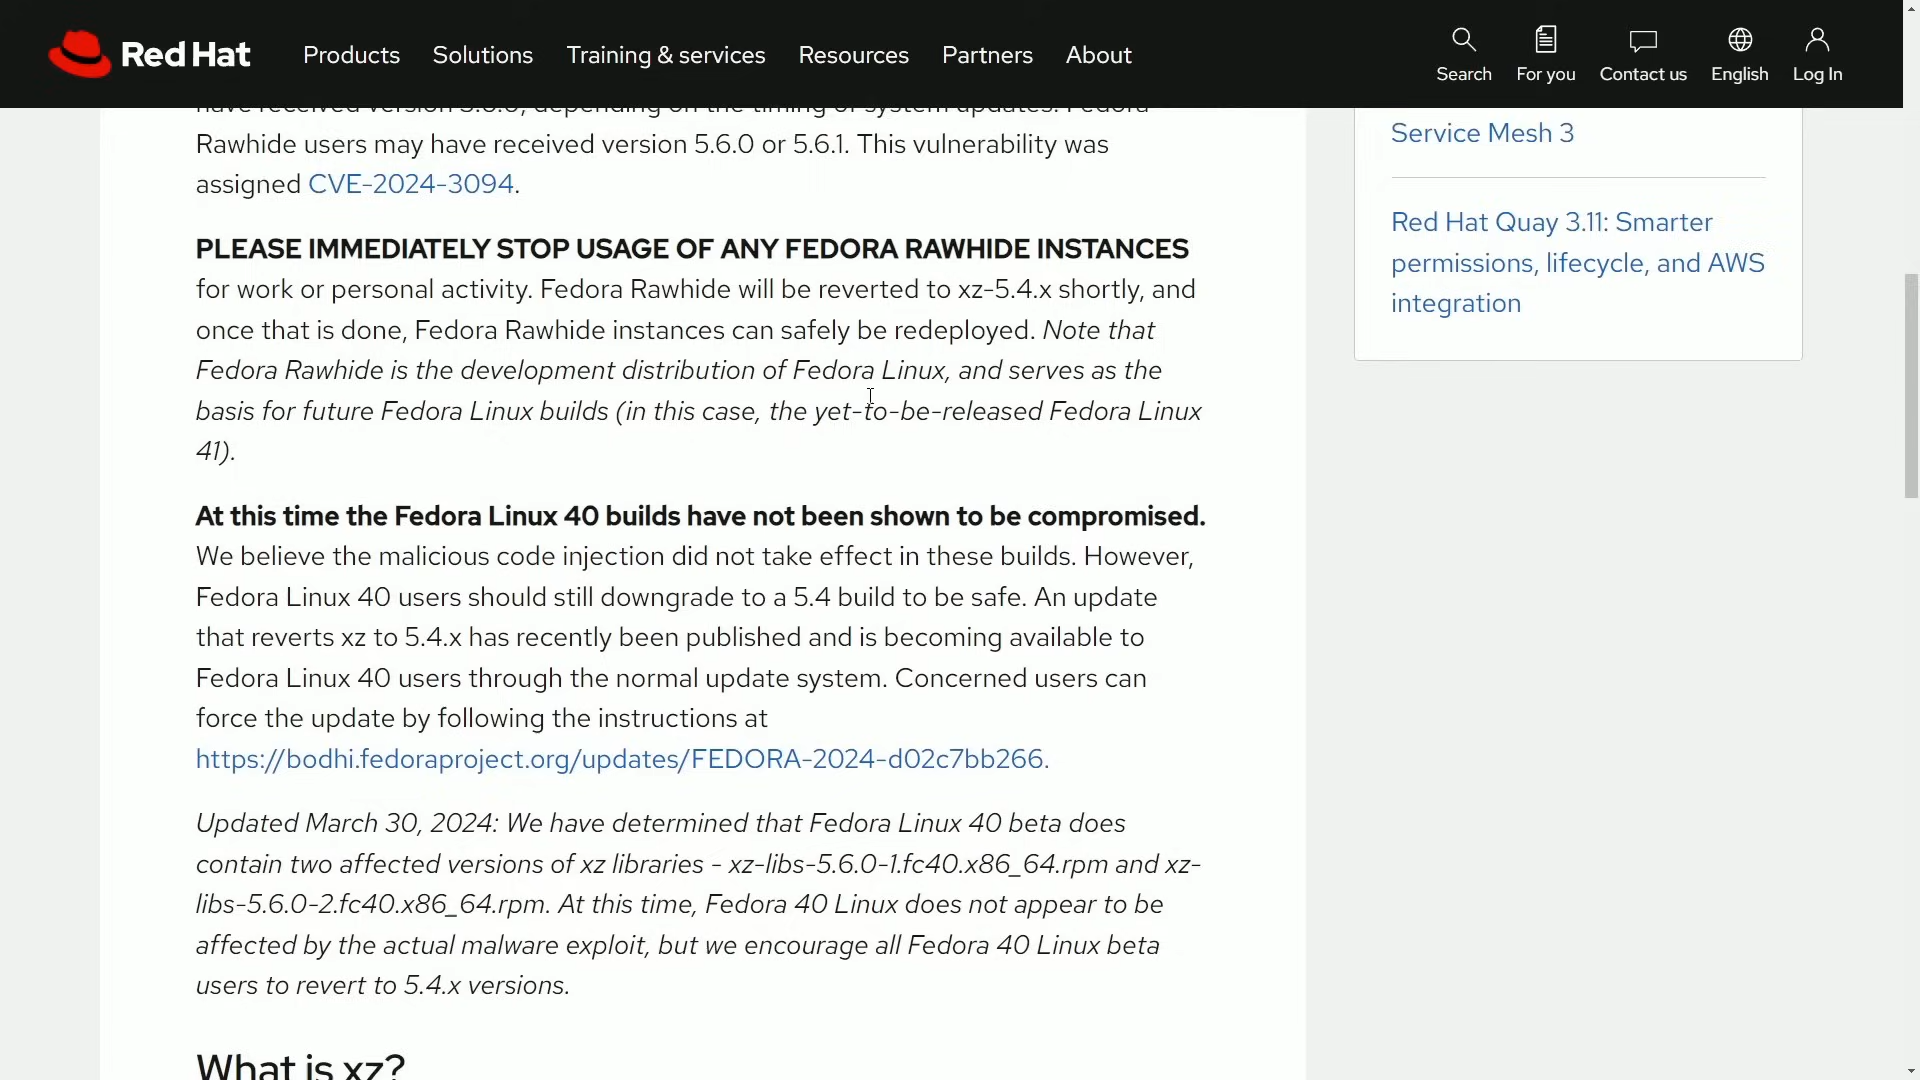 Red Hat
Products Solutions Training & services Resources Partners About
Search For you Contact us English Log In
have received version 5.6.0, depending on the timing of system updates. Fedora
Rawhide users may have received version 5.6.0 or 5.6.1. This vulnerability was
assigned CVE-2024-3094.
PLEASE IMMEDIATELY STOP USAGE OF ANY FEDORA RAWHIDE INSTANCES
for work or personal activity. Fedora Rawhide will be reverted to xz-5.4.x shortly, and
once that is done, Fedora Rawhide instances can safely be redeployed. Note that
Fedora Rawhide is the development distribution of Fedora Linux, and serves as the
basis for future Fedora Linux builds (in this case, the yet-to-be-released Fedora Linux
41).
At this time the Fedora Linux 40 builds have not been shown to be compromised.
We believe the malicious code injection did not take effect in these builds. However,
Fedora Linux 40 users should still downgrade to a 5.4 build to be safe. An update
that reverts xz to 5.4.x has recently been published and is becoming available to
Fedora Linux 40 users through the normal update system. Concerned users can
force the update by following the instructions at
https://bodhi.fedoraproject.org/updates/FEDORA-2024-d02c7bb266.
Updated March 30, 2024: We have determined that Fedora Linux 40 beta does
contain two affected versions of xz libraries - xz-libs-5.6.0-1.fc40.x86_64.rpm and xz-
libs-5.6.0-2.fc40.x86_64.rpm. At this time, Fedora 40 Linux does not appear to be
affected by the actual malware exploit, but we encourage all Fedora 40 Linux beta
users to revert to 5.4.x versions.
What is xz?
Service Mesh 3
Red Hat Quay 3.11: Smarter
permissions, lifecycle, and AWS
integration